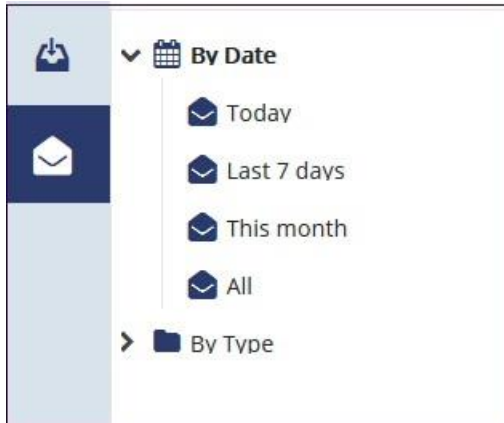 By Date
Today
Last 7 days
This month
All
By Type